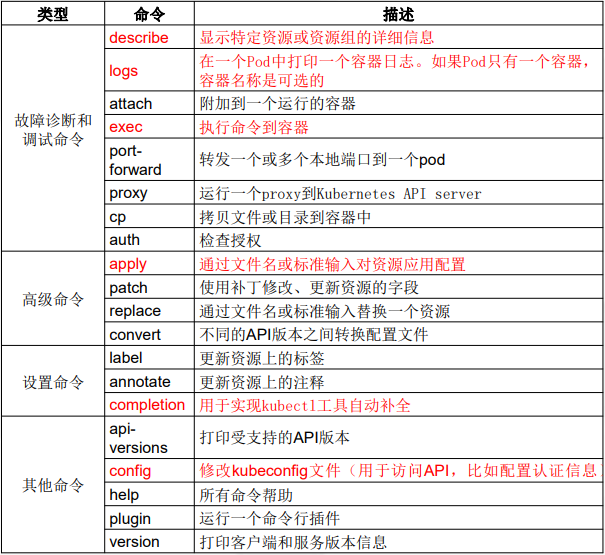 类型 命令 描述
故障诊断和
调试命令
describe 显示特定资源或资源组的详细信息
logs 在一个Pod中打印一个容器日志。如果Pod只有一个容器，
容器名称是可选的
attach 附加到一个运行的容器
exec 执行命令到容器
port-
forward 转发一个或多个本地端口到一个pod
proxy 运行一个proxy到Kubernetes API server
cp 拷贝文件或目录到容器中
auth 检查授权
高级命令
apply 通过文件名或标准输入对资源应用配置
patch 使用补丁修改、更新资源的字段
replace 通过文件名或标准输入替换一个资源
convert 不同的API版本之间转换配置文件
设置命令
label 更新资源上的标签
annotate 更新资源上的注释
completion 用于实现kubectl工具自动补全
其他命令
api-
versions 打印受支持的API版本
config 修改kubeconfig文件（用于访问API，比如配置认证信息
help 所有命令帮助
plugin 运行一个命令行插件
version 打印客户端和服务版本信息